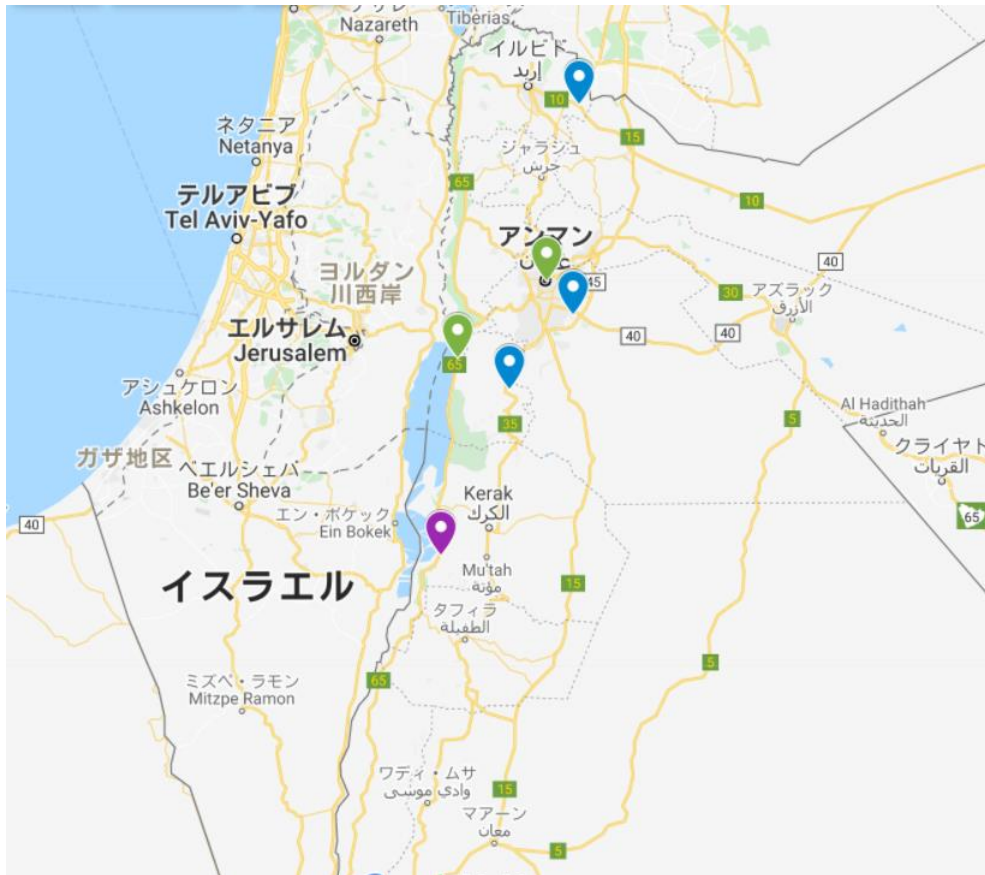 Nazareth
Tiberias
イルビド
إربد
10
15
ネタニア
Netanya
ジャラシュ
جرش
65
10
テルアビブ
Tel Aviv-Yafo
アンマン
40
ヨルダン
川西岸
45
30
アズラック
الأزرق
エルサレム
Jerusalem
40
40
65
アシュケロン
Ashkelon
5
Al Hadithah
الحديثة
35
ガザ地区
クライヤト
القريات
ベエルシェバ
Be'er Sheva
Kerak
الكرك
40
エン・ボケック
Ein Bokek
65
イスラエル
Mu'tah
مؤتة
15
タフィラ
الطفيلة
5
ミズペ・ラモン
Mitzpe Ramon
65
ワディ・ムサ
وادي موسى
15
マアーン
معان
5